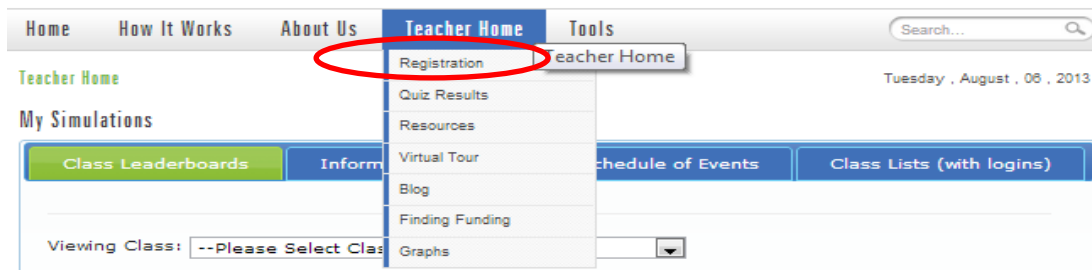 Home How It Works About Us Teacher Home Tools Search...
Registration Teacher Home
Teacher Home Tuesday , August , 06 , 2013
Quiz Results
My Simulations Resources
Class Leaderboards Inform Virtual Tour chedule of Events Class Lists (with logins)
Blog
Finding Funding
Viewing Class: --Please Select Clas Graphs